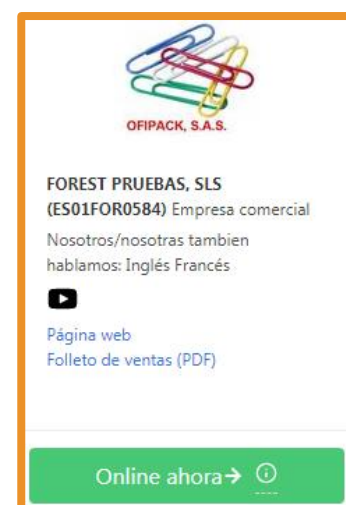 OFIPACK, S.A.S.
FOREST PRUEBAS, SLS
(ES01FOR0584) Empresa comercial
Nosotros/nosotras tambien
hablamos: Inglés Francés
Página web
Folleto de ventas (PDF)
Online ahora→